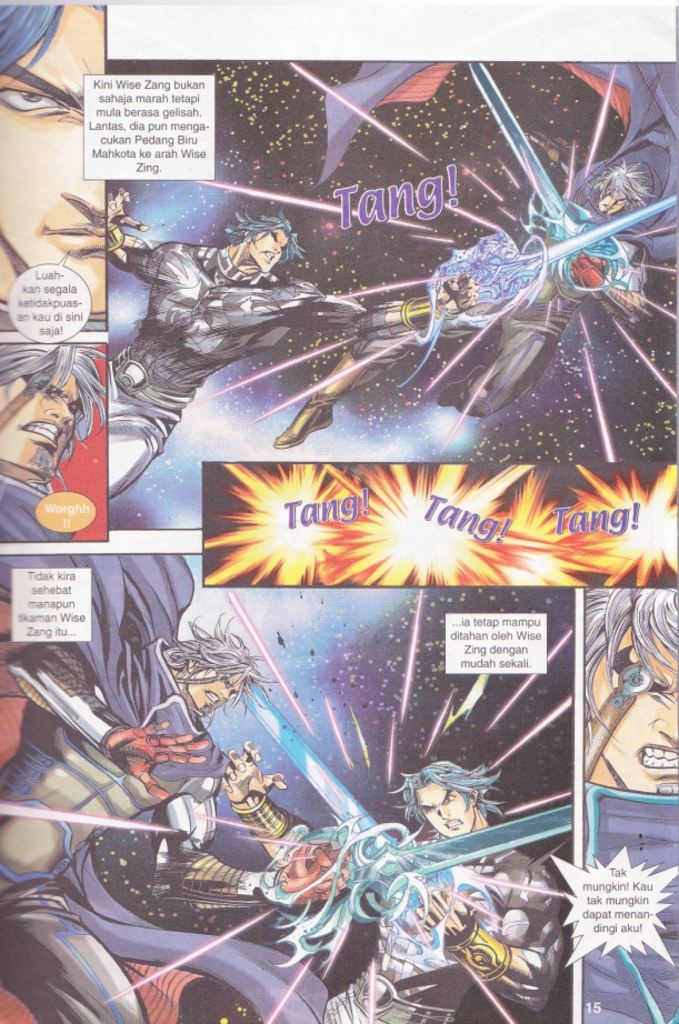 Kini Wise Zang bukan
sahaja marah tetapi
mula berasa gelisah.
Lantas, dia pun menga-
cukan Pedang Biru
Mahkota ke arah Wise
Zing.
Tang!
Luah-
kan segala
ketidakpuas-
an kau di sini
saja!
Worghh
!!
Tang!
Tang!
Tang!
Tidak kira
sehebat
manapun
tikaman Wise
Zang itu...
...ia tetap mampu
ditahan oleh Wise
Zing dengan
mudah sekali.
Tak
mungkin! Kau
tak mungkin
dapat menan-
dingi aku!
15